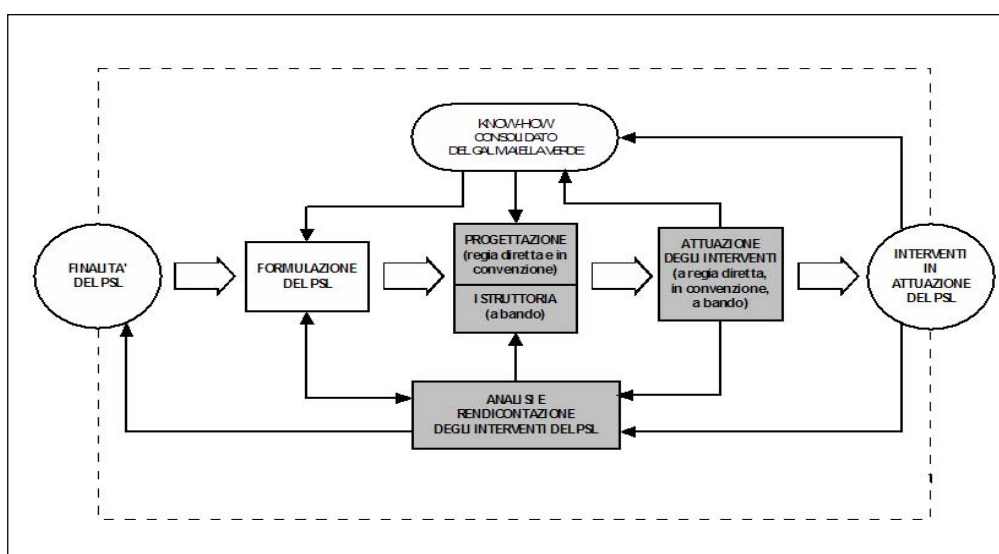 KNOW-HOW
CONSOLIDATO
DEL GAL MAIELLA VERDE
FINALITA'
DEL PSL
FORMULAZIONE
DEL PSL
PROGETTAZIONE
(regia diretta e in
convenzione)
ISTRUTTORIA
(a bando)
ATTUAZIONE
DEGLI INTERVENTI
(a regia diretta,
in convenzione,
a bando)
INTERVENTI
IN
ATTUAZIONE
DEL PSL
ANALISI E
RENDICONTAZIONE
DEGLI INTERVENTI DEL PSL